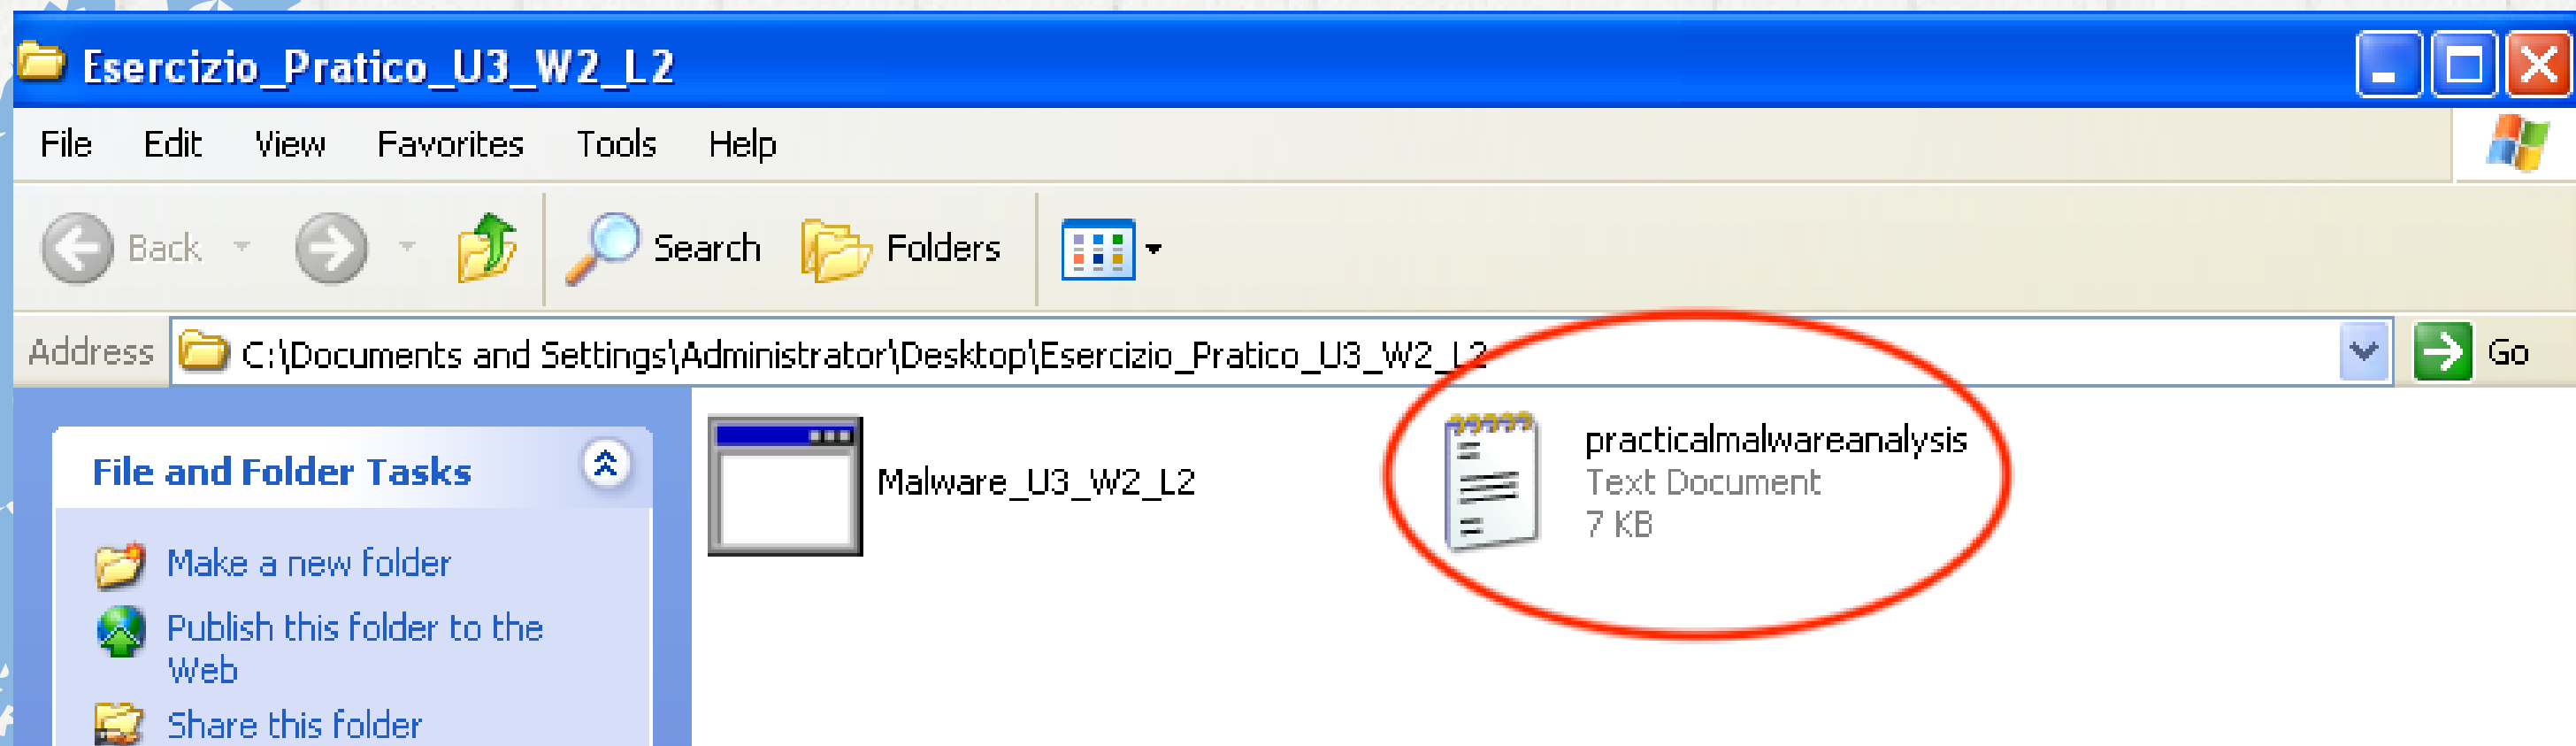 Esercizio_Pratico_U3_W2_L2
File Edit View Favorites Tools Help
Back Search Folders
Address C:\Documents and Settings\Administrator\Desktop\Esercizio_Pratico_U3_W2_L2 Go
File and Folder Tasks
Make a new folder
Publish this folder to the
Web
Share this folder
Malware_U3_W2_L2
practicalmalwareanalysis
Text Document
7 KB